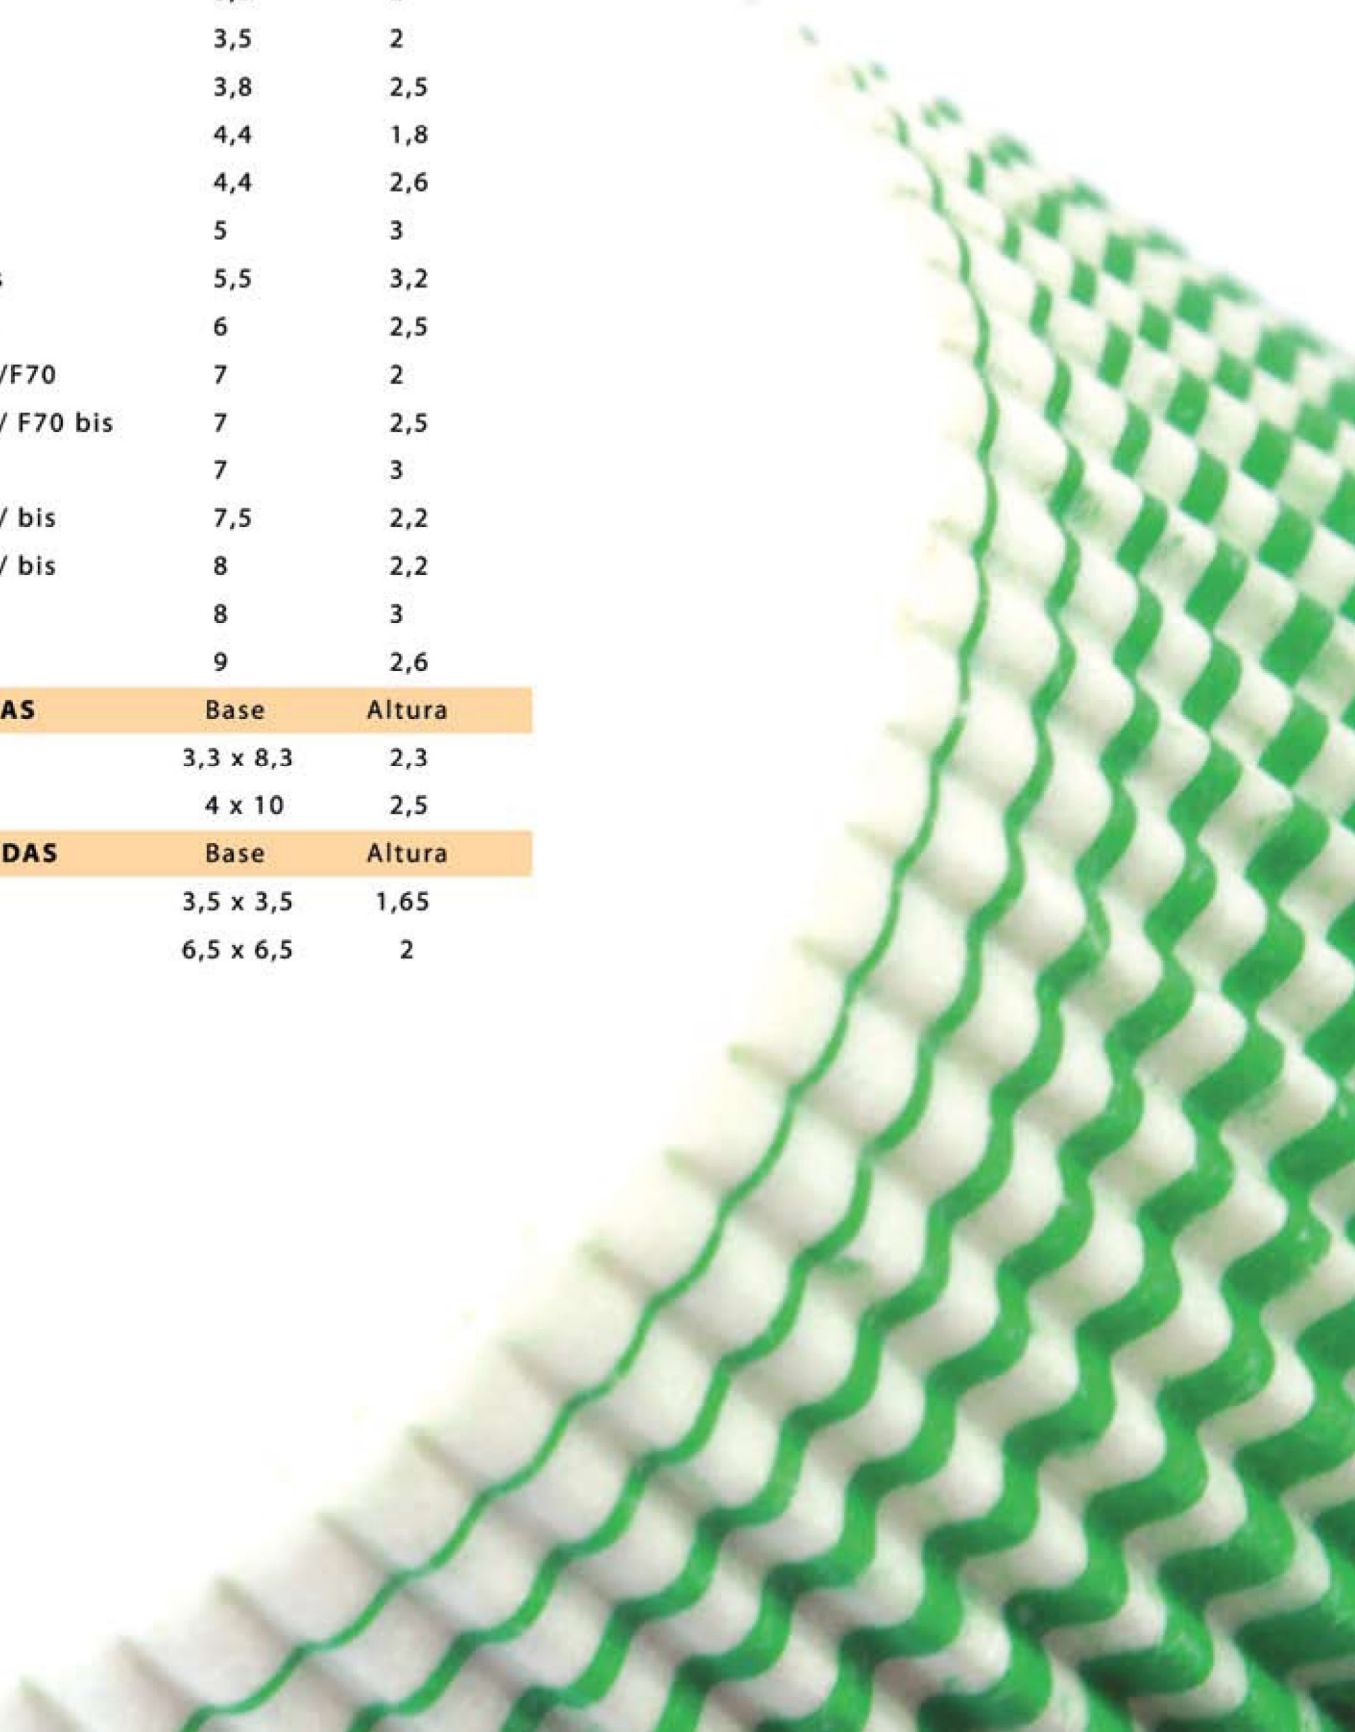 3,5 2
3,8 2,5
4,4 1,8
4,4 2,6
5 3
5,5 3,2
6 2,5
/F70 7 2
/ F70 bis 7 2,5
7 3
/ bis 7,5 2,2
/ bis 8 2,2
8 3
9 2,6
AS Base Altura
3,3 x 8,3 2,3
4 x 10 2,5
DAS Base Altura
3,5 x 3,5 1,65
6,5 x 6,5 2